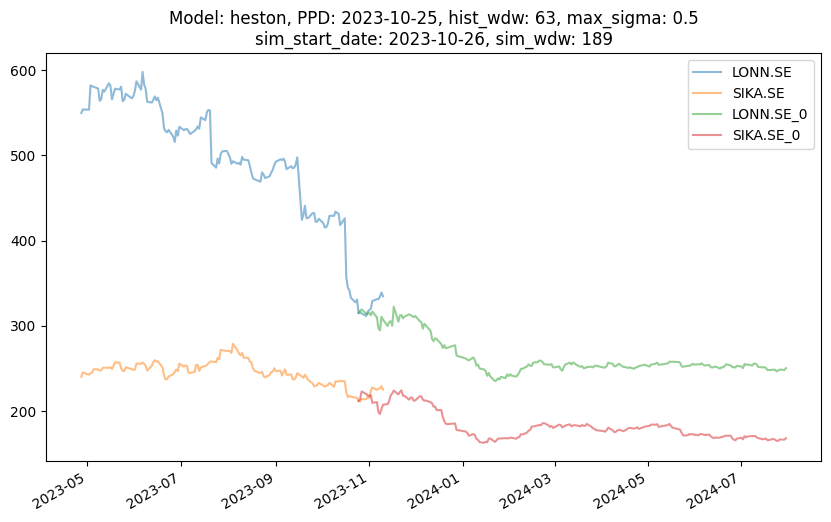 Model: heston, PPD: 2023-10-25, hist_wdw: 63, max_sigma: 0.5
sim_start_date: 2023-10-26, sim_wdw: 189
LONN.SE
SIKA.SE
LONN.SE_0
SIKA.SE_0
600
500
400
300
200
2023-05
2023-07
2023-09
2023-11
2024-01
2024-03
2024-05
2024-07